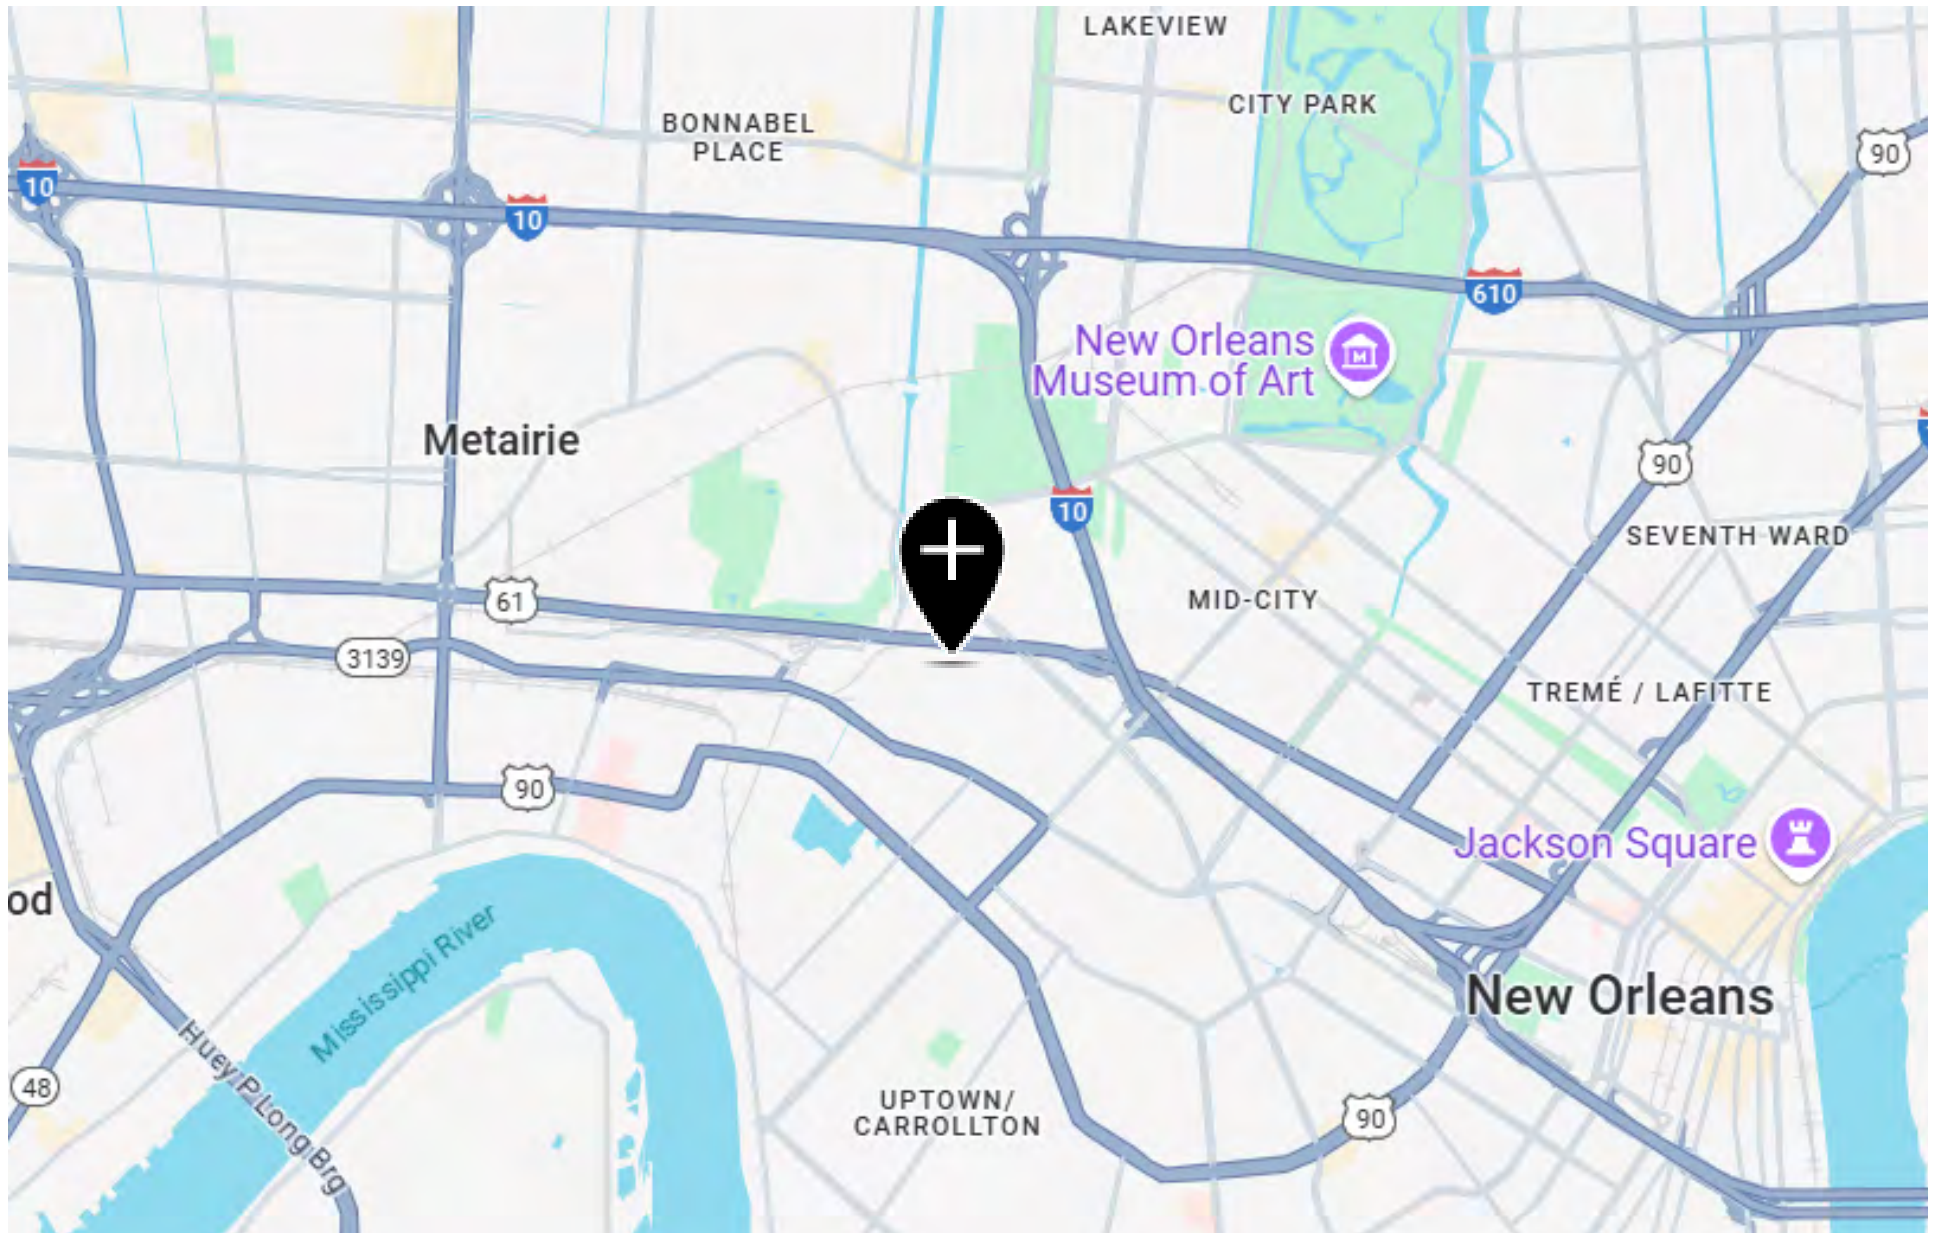 LAKEVIEW
CITY PARK
BONNABEL
PLACE
90
10
10
610
New Orleans
Museum of Art
M
Metairie
90
10
SEVENTH WARD
61
MID-CITY
3139
TREMÉ / LAFITTE
90
Jackson Square
od
Mississippi River
New Orleans
Huey P Long Brg
48
UPTOWN/
CARROLLTON
90